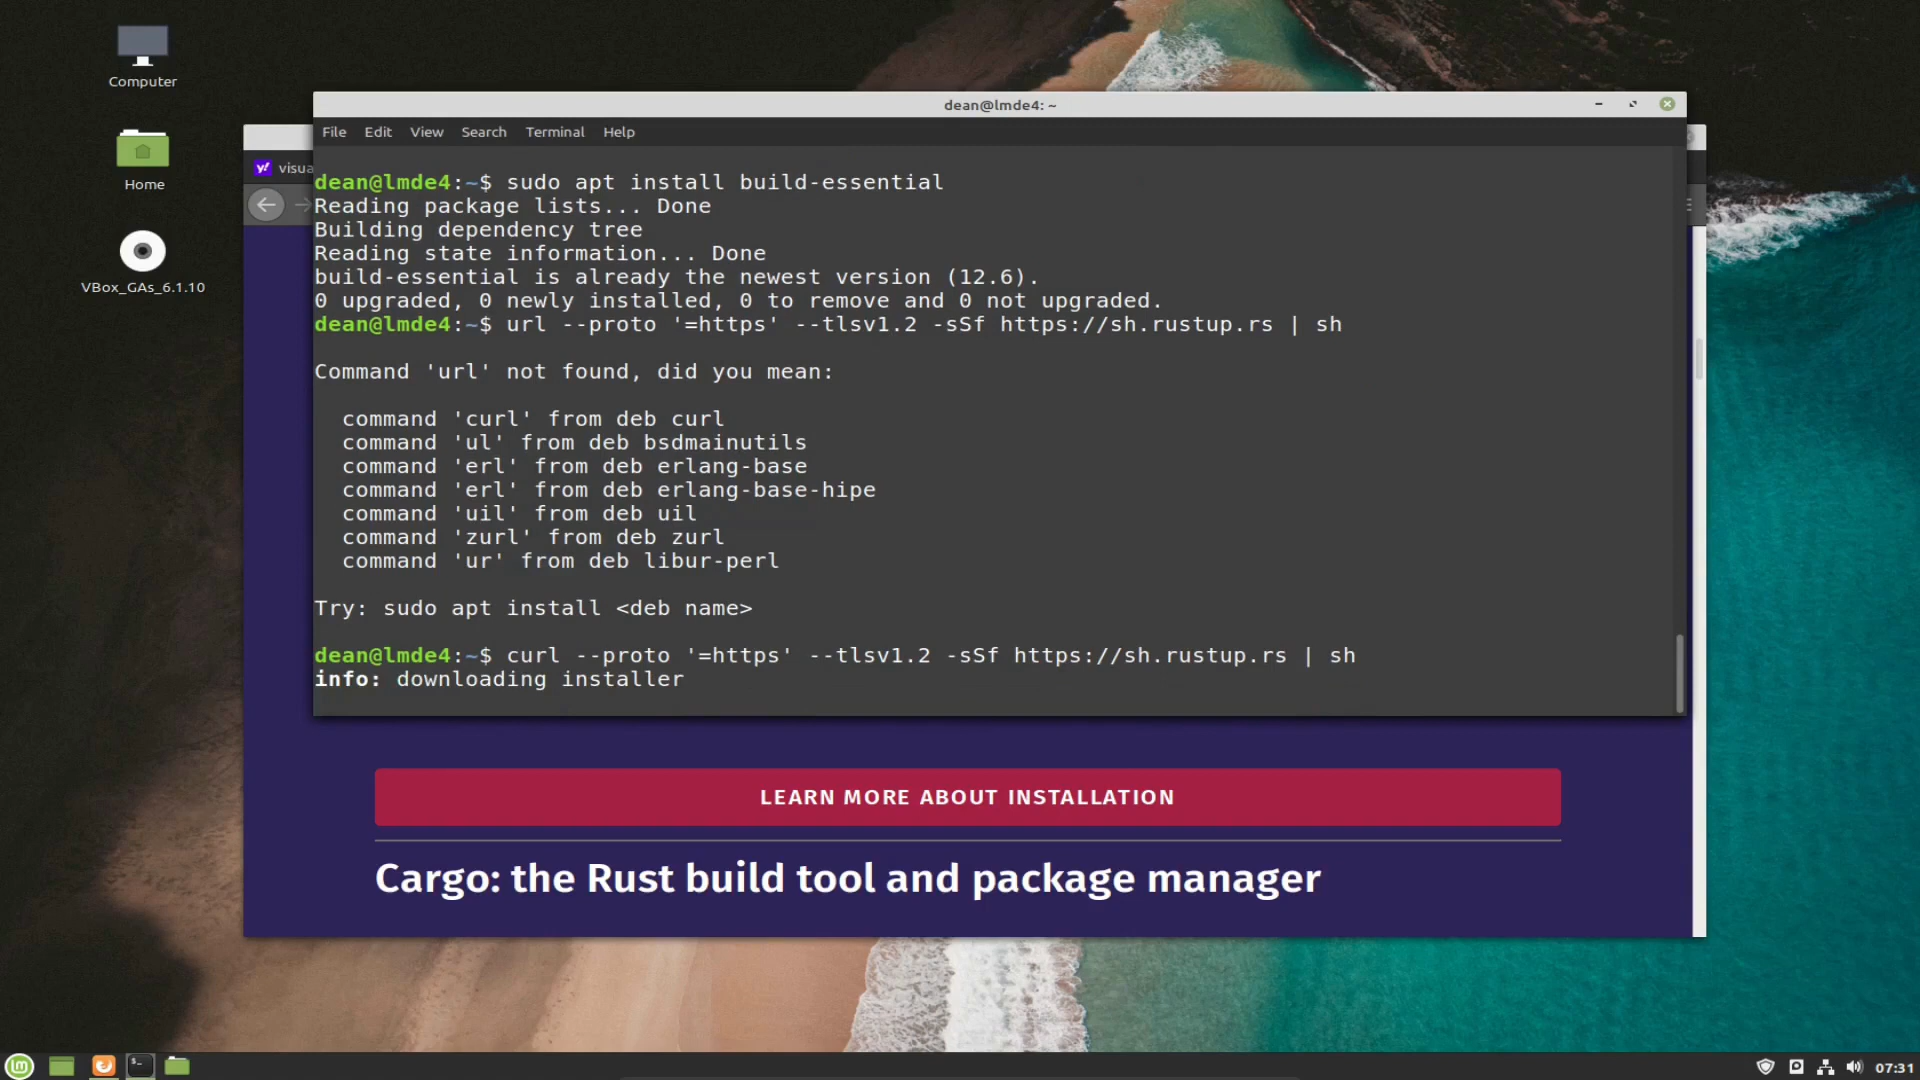 Computer
Home
VBox_GAs_6.1.10
dean@lmde4: ~
File Edit View Search Terminal Help
visua
dean@lmde4:~$ sudo apt install build-essential
Reading package lists... Done
Building dependency tree
Reading state information... Done
build-essential is already the newest version (12.6).
0 upgraded, 0 newly installed, 0 to remove and 0 not upgraded.
dean@lmde4:~$ url --proto '=https' --tlsv1.2 -sSf https://sh.rustup.rs | sh
Command 'url' not found, did you mean:
command 'curl' from deb curl
command 'ul' from deb bsdmainutils
command 'erl' from deb erlang-base
command 'erl' from deb erlang-base-hipe
command 'uil' from deb uil
command 'zurl' from deb zurl
command 'ur' from deb libur-perl
Try: sudo apt install <deb name>
dean@lmde4:~$ curl --proto '=https' --tlsv1.2 -sSf https://sh.rustup.rs | sh
info: downloading installer
LEARN MORE ABOUT INSTALLATION
Cargo: the Rust build tool and package manager
07:31